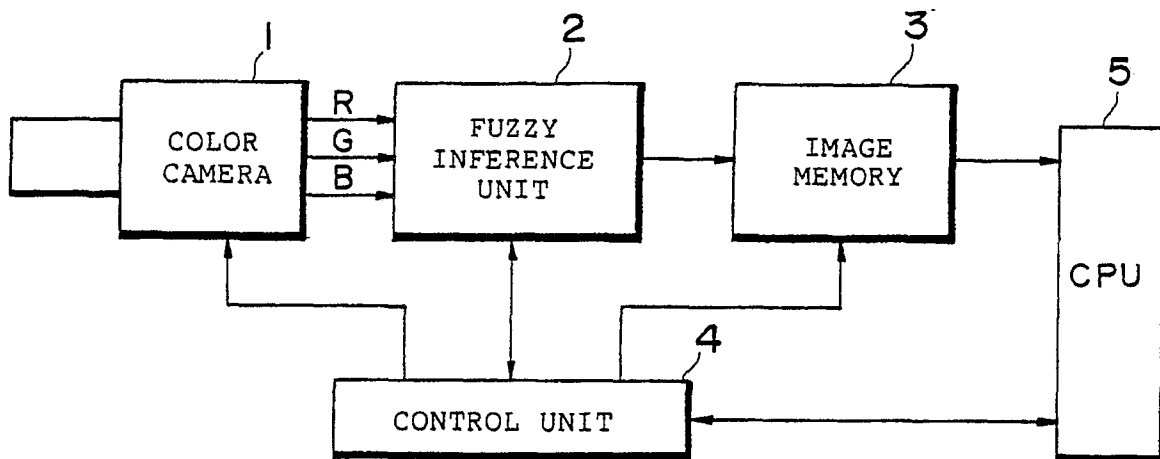 1
2
3
5
COLOR
CAMERA
R
G
B
FUZZY
INFERENCE
UNIT
IMAGE
MEMORY
CPU
4
CONTROL UNIT